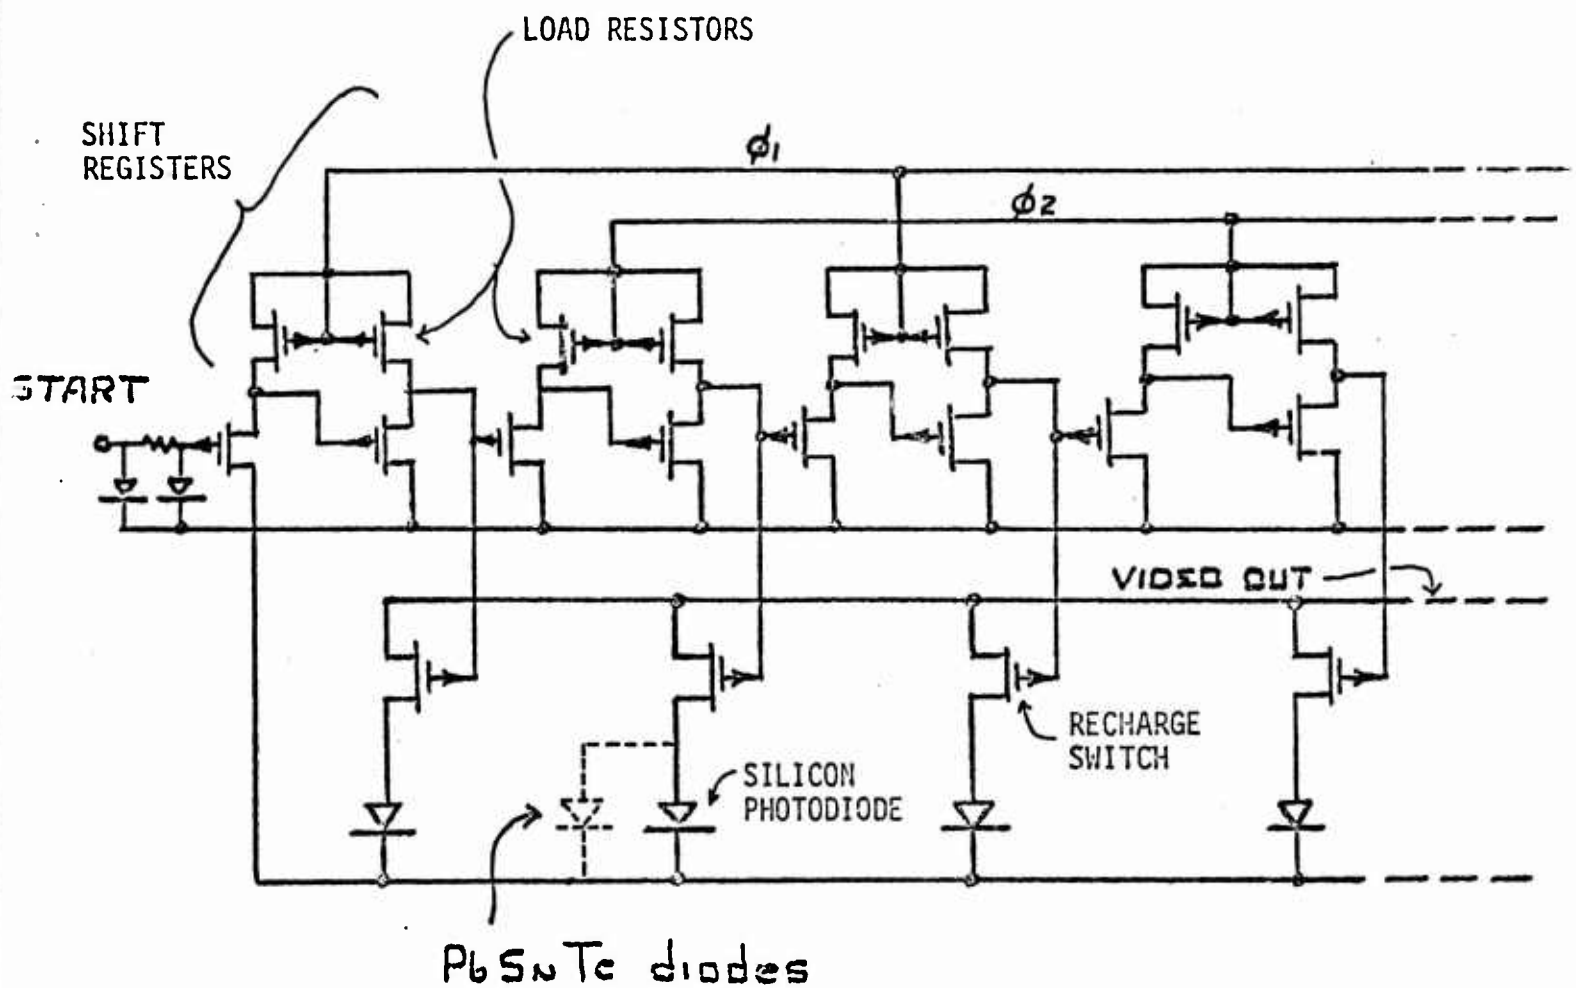 LOAD RESISTORS
SHIFT
REGISTERS
ϕ1
ϕ2
START
VIDEO OUT
RECHARGE
SWITCH
SILICON
PHOTODIODE
PbSnTe diodes